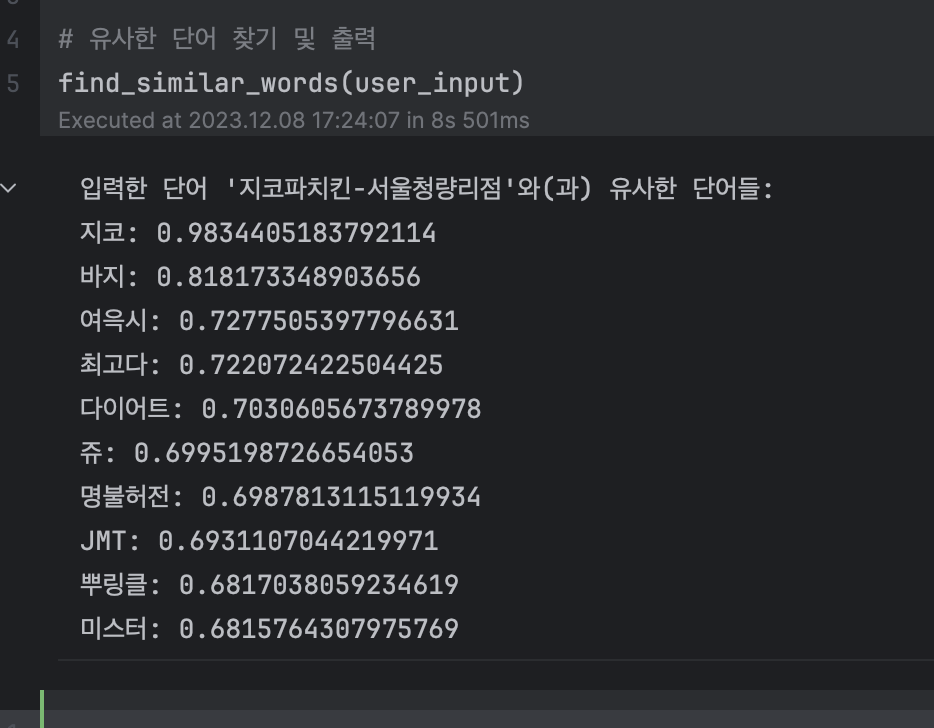 4 # 유사한 단어 찾기 및 출력
5 find_similar_words(user_input)
Executed at 2023.12.08 17:24:07 in 8s 501ms
입력한 단어 '지코파치킨-서울청량리점'와(과) 유사한 단어들:
지코: 0.9834405183792114
바지: 0.818173348903656
여윽시: 0.7277505397796631
최고다: 0.722072422504425
다이어트: 0.7030605673789978
쥬: 0.6995198726654053
명불허전: 0.6987813115119934
JMT: 0.6931107044219971
뿌링클: 0.6817038059234619
미스터: 0.6815764307975769